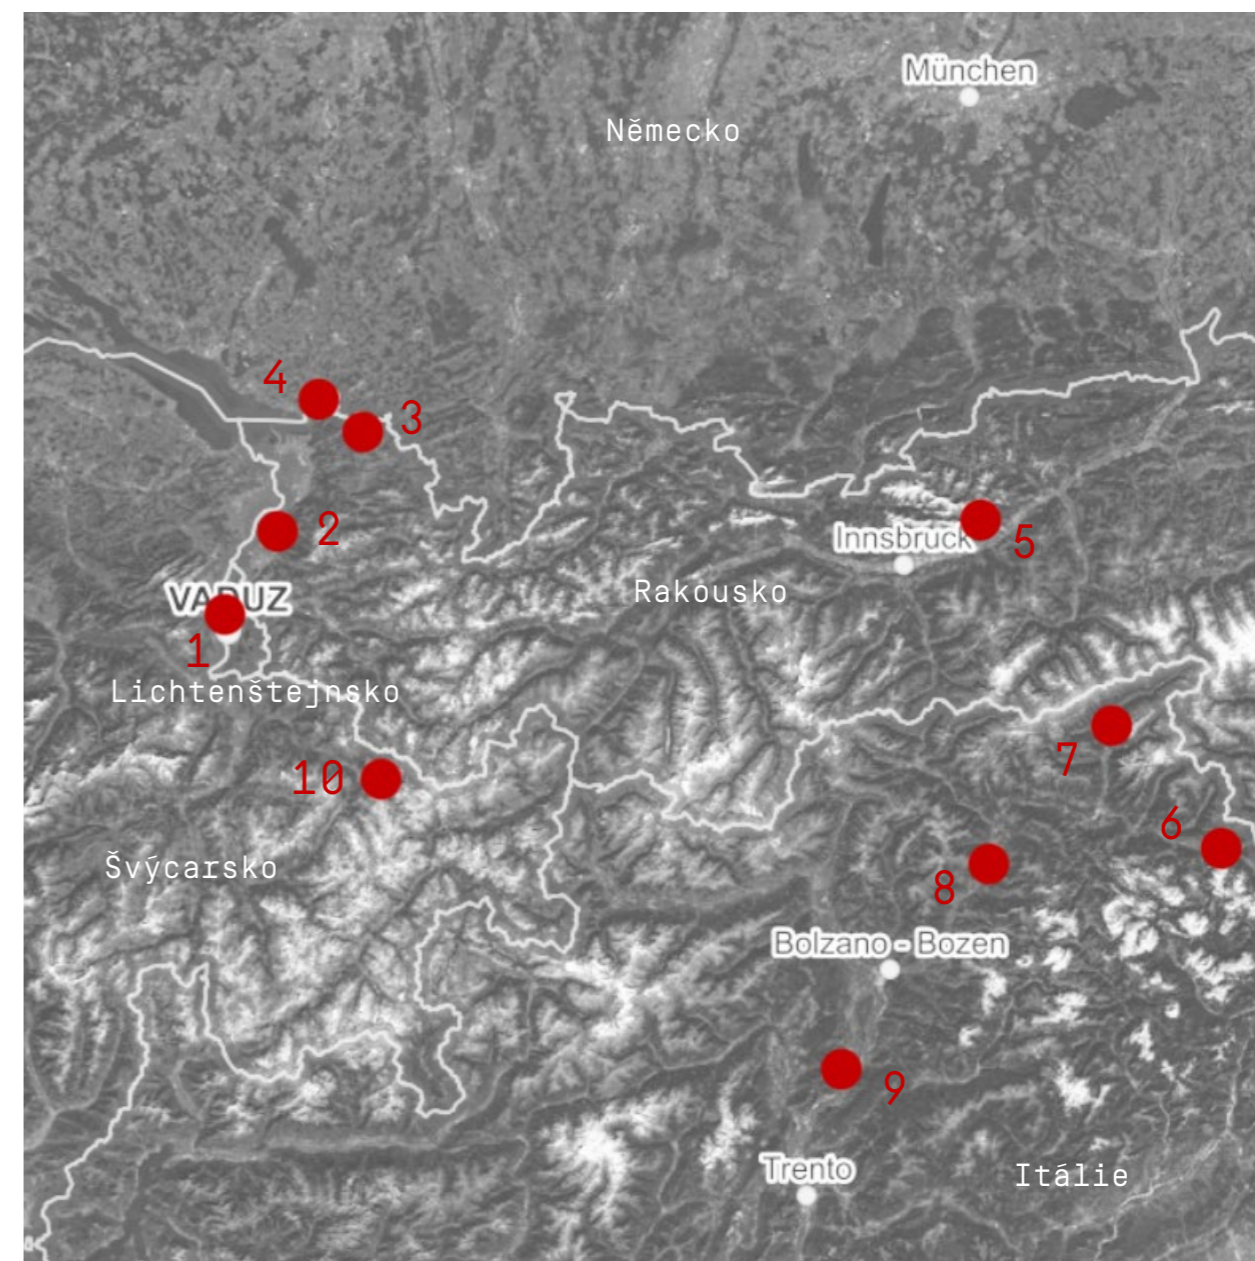 München
Německo
4
3
2
Innsbruck
5
Rakousko
VADUZ
1
Lichtenštejnsko
7
10
6
Švýcarsko
8
Bolzano - Bozen
9
Trento
Itálie